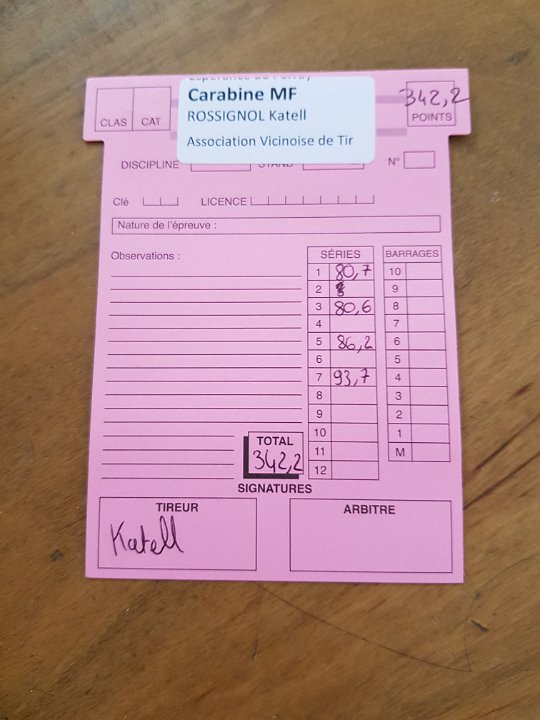 Carabine MF
ROSSIGNOL Katell
Association Vicinoise de Tir
CLAS CAT
342,2
POINTS
DISCIPLINE STAND N°
Clé LICENCE
Nature de l'épreuve :
Observations :
SÉRIES BARRAGES
1 80,7 10
2 9
3 80,6 8
4 7
5 86,2 6
6 5
7 93,7 4
8 3
9 2
10 1
11 M
12
TOTAL
342,2
SIGNATURES
TIREUR ARBITRE
Katell